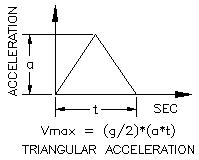 ACCELERATION
a
t
SEC
Vmax = (g/2)*(a*t)
TRIANGULAR ACCELERATION